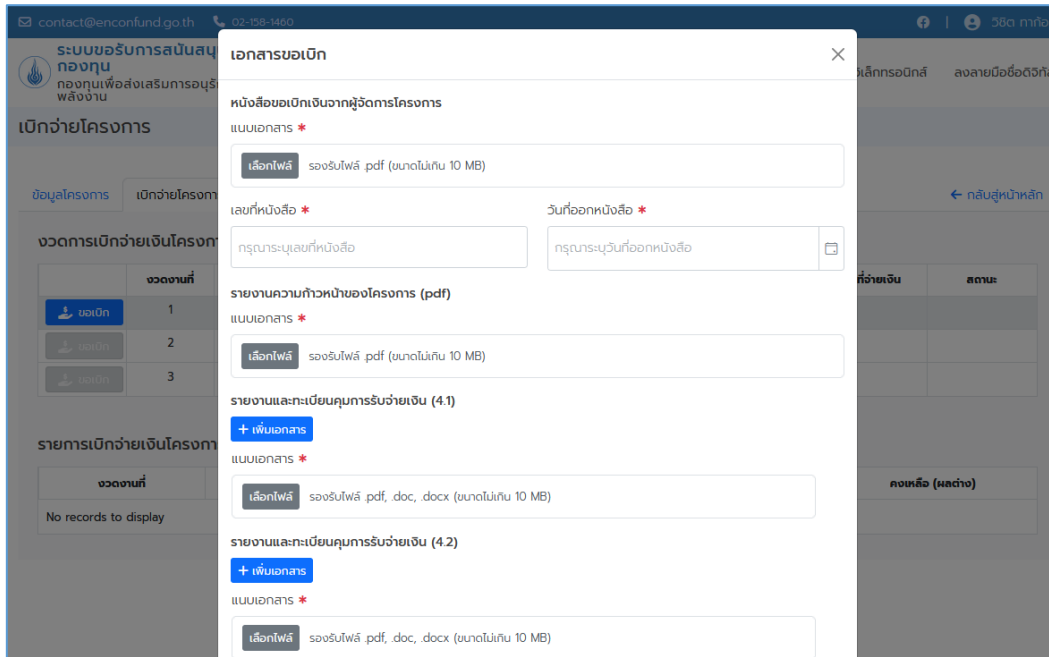 contact@enconfund.go.th 02-158-1460
ระบบขอรับการสนันสนุ
กองทุน
กองทุนเพื่อส่งเสริมการอนุรั
พลังงาน
วิชิต
ิเล็กทรอนิกส์ ลงลายมือชื่อดิจิทั
เบิกจ่ายโครงการ
ข้อมูลโครงการ เบิกจ่ายโครงกา
← กลับสู่หน้าหลัก
งวดการเบิกจ่ายเงินโครงกา
งวดงานที่ ที่จ่ายเงิน สถานะ
ขอเบิก 1
ขอเบิก 2
ขอเบิก 3
รายการเบิกจ่ายเงินโครงกา
งวดงานที่ คงเหลือ (ผลต่าง)
No records to display
เอกสารขอเบิก
หนังสือขอเบิกเงินจากผู้จัดการโครงการ
แนบเอกสาร *
เลือกไฟล์ รองรับไฟล์ .pdf (ขนาดไม่เกิน 10 MB)
เลขที่หนังสือ * วันที่ออกหนังสือ *
กรุณาระบุเลขที่หนังสือ กรุณาระบุวันที่ออกหนังสือ
รายงานความก้าวหน้าของโครงการ (pdf)
แนบเอกสาร *
เลือกไฟล์ รองรับไฟล์ .pdf (ขนาดไม่เกิน 10 MB)
รายงานและทะเบียนคุมการรับจ่ายเงิน (4.1)
+ เพิ่มเอกสาร
แนบเอกสาร *
เลือกไฟล์ รองรับไฟล์ .pdf, .doc, .docx (ขนาดไม่เกิน 10 MB)
รายงานและทะเบียนคุมการรับจ่ายเงิน (4.2)
+ เพิ่มเอกสาร
แนบเอกสาร *
เลือกไฟล์ รองรับไฟล์ .pdf, .doc, .docx (ขนาดไม่เกิน 10 MB)